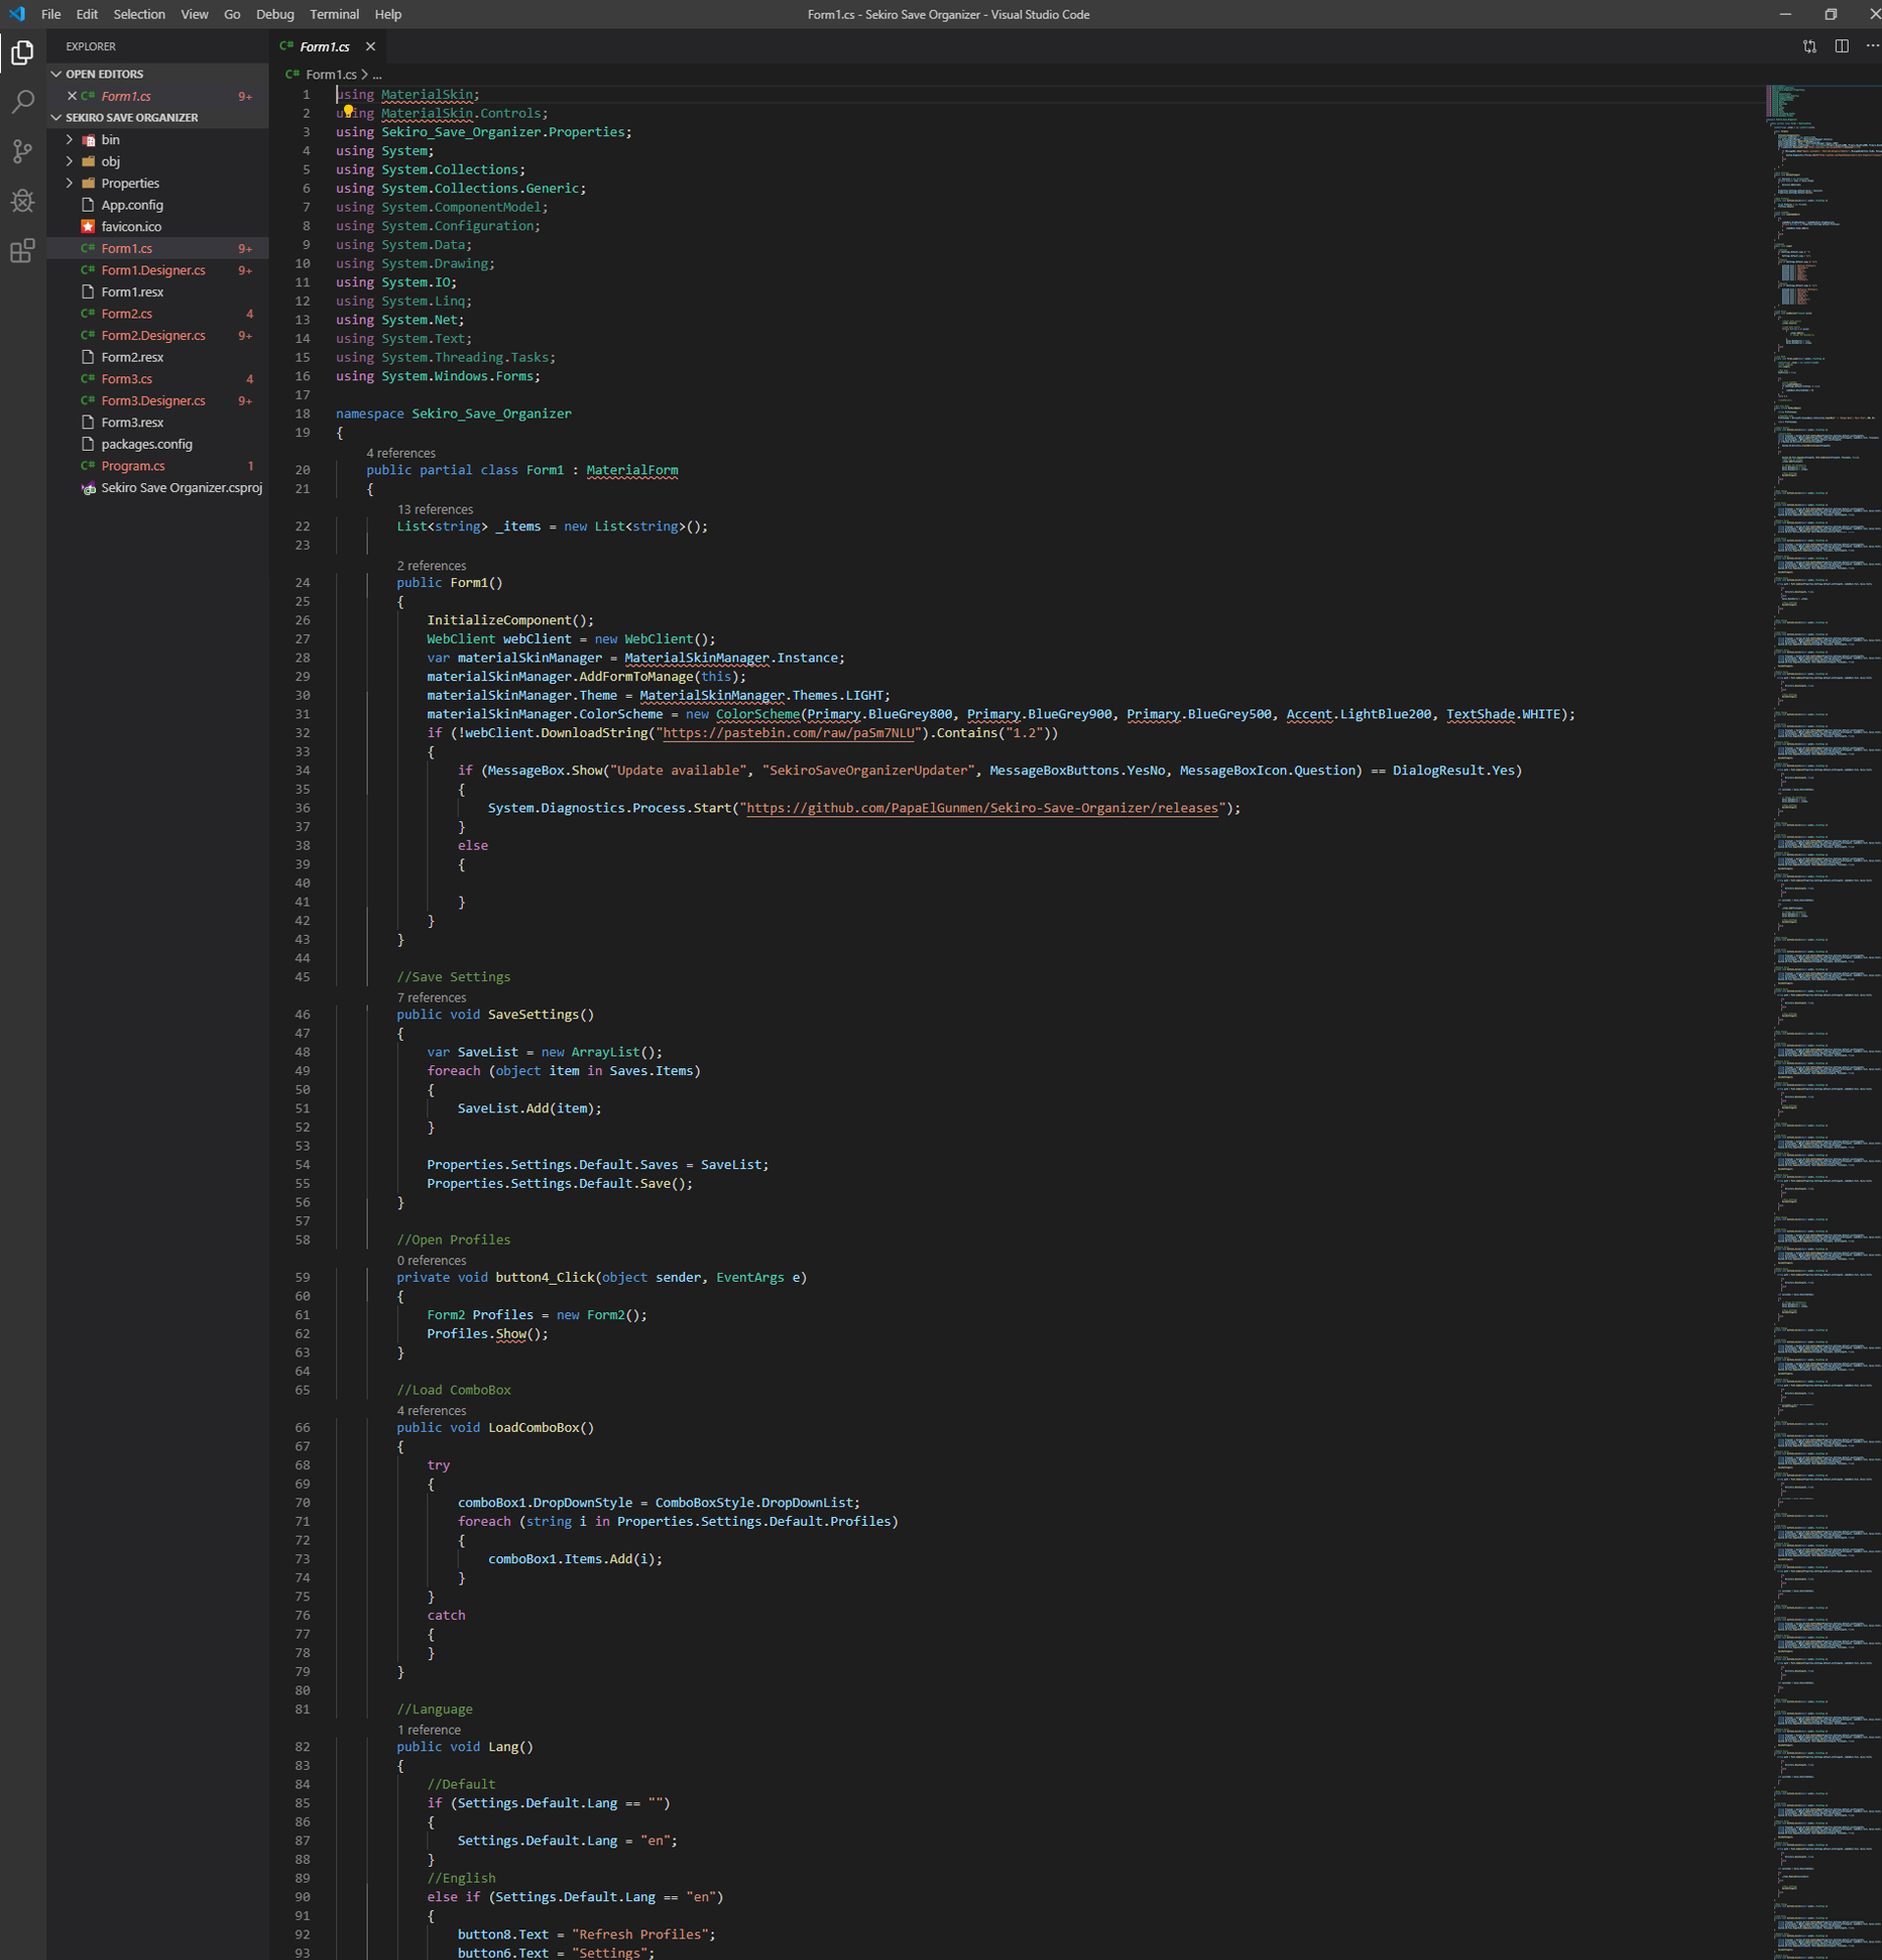 File Edit Selection View Go Debug Terminal Help
Form1.cs - Sekiro Save Organizer - Visual Studio Code
EXPLORER
OPEN EDITORS
C# Form1.cs 9+
SEKIRO SAVE ORGANIZER
bin
obj
Properties
App.config
favicon.ico
C# Form1.cs 9+
C# Form1.Designer.cs 9+
Form1.resx
C# Form2.cs 4
C# Form2.Designer.cs 9+
Form2.resx
C# Form3.cs 4
C# Form3.Designer.cs 9+
Form3.resx
packages.config
C# Program.cs 1
Sekiro Save Organizer.csproj
C# Form1.cs
C# Form1.cs > ...
1 using MaterialSkin;
2 using MaterialSkin.Controls;
3 using Sekiro_Save_Organizer.Properties;
4 using System;
5 using System.Collections;
6 using System.Collections.Generic;
7 using System.ComponentModel;
8 using System.Configuration;
9 using System.Data;
10 using System.Drawing;
11 using System.IO;
12 using System.Linq;
13 using System.Net;
14 using System.Text;
15 using System.Threading.Tasks;
16 using System.Windows.Forms;
17
18 namespace Sekiro_Save_Organizer
19 {
4 references
20 public partial class Form1 : MaterialForm
21 {
13 references
22 List<string> _items = new List<string>();
23
2 references
24 public Form1()
25 {
26 InitializeComponent();
27 WebClient webClient = new WebClient();
28 var materialSkinManager = MaterialSkinManager.Instance;
29 materialSkinManager.AddFormToManage(this);
30 materialSkinManager.Theme = MaterialSkinManager.Themes.LIGHT;
31 materialSkinManager.ColorScheme = new ColorScheme(Primary.BlueGrey800, Primary.BlueGrey900, Primary.BlueGrey500, Accent.LightBlue200, TextShade.WHITE);
32 if (!webClient.DownloadString("https://pastebin.com/raw/paSm7NLU").Contains("1.2"))
33 {
34 if (MessageBox.Show("Update available", "SekiroSaveOrganizerUpdater", MessageBoxButtons.YesNo, MessageBoxIcon.Question) == DialogResult.Yes)
35 {
36 System.Diagnostics.Process.Start("https://github.com/PapaElGunmen/Sekiro-Save-Organizer/releases");
37 }
38 else
39 {
40
41 }
42 }
43 }
44
45 //Save Settings
7 references
46 public void SaveSettings()
47 {
48 var SaveList = new ArrayList();
49 foreach (object item in Saves.Items)
50 {
51 SaveList.Add(item);
52 }
53
54 Properties.Settings.Default.Saves = SaveList;
55 Properties.Settings.Default.Save();
56 }
57
58 //Open Profiles
0 references
59 private void button4_Click(object sender, EventArgs e)
60 {
61 Form2 Profiles = new Form2();
62 Profiles.Show();
63 }
64
65 //Load ComboBox
4 references
66 public void LoadComboBox()
67 {
68 try
69 {
70 comboBox1.DropDownStyle = ComboBoxStyle.DropDownList;
71 foreach (string i in Properties.Settings.Default.Profiles)
72 {
73 comboBox1.Items.Add(i);
74 }
75 }
76 catch
77 {
78 }
79 }
80
81 //Language
1 reference
82 public void Lang()
83 {
84 //Default
85 if (Settings.Default.Lang == "")
86 {
87 Settings.Default.Lang = "en";
88 }
89 //English
90 else if (Settings.Default.Lang == "en")
91 {
92 button8.Text = "Refresh Profiles";
93 button6.Text = "Settings";